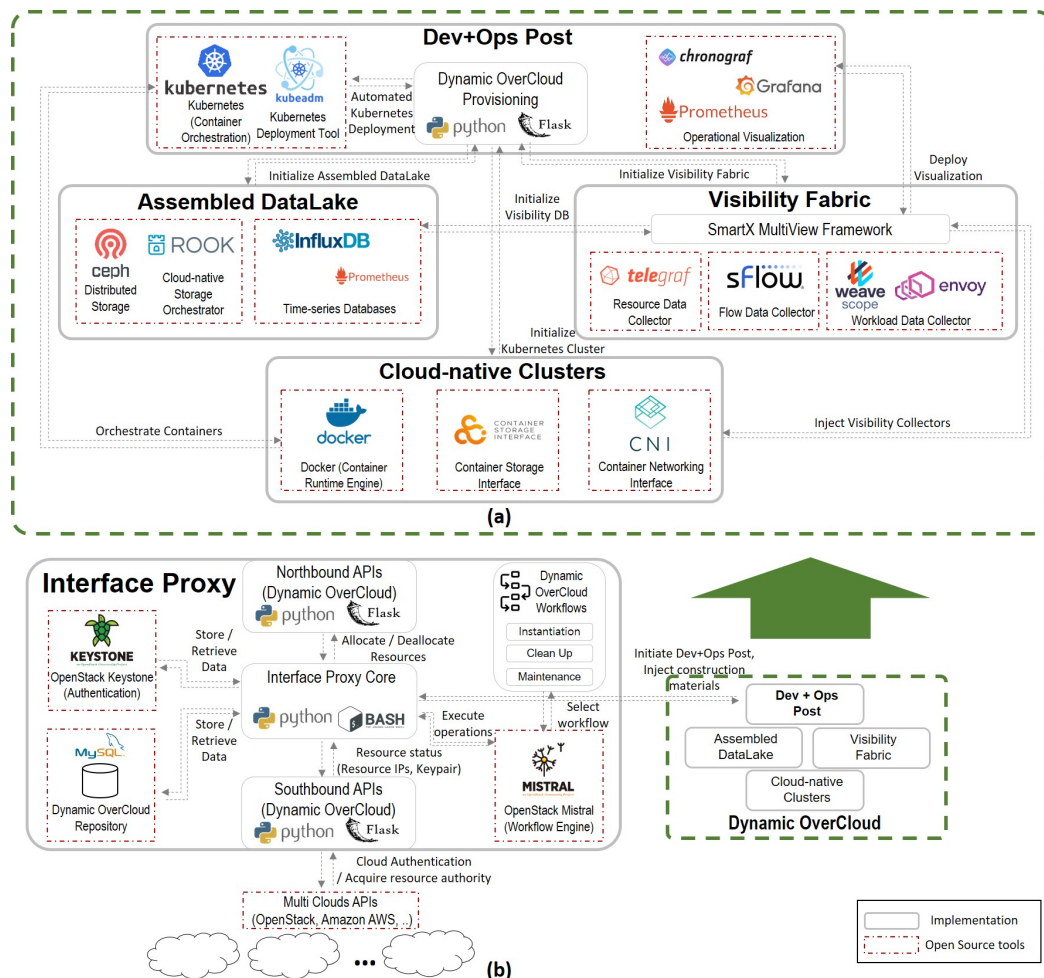 Dev+Ops Post
kubernetes
Kubernetes
(Container
Orchestration)
kubeadm
Kubernetes
Deployment Tool
Automated
Kubernetes
Deployment
Dynamic OverCloud
Provisioning
python
Flask
chronograf
Grafana
Prometheus
Operational Visualization
Initialize Assembled DataLake
Initialize Visibility Fabric
Deploy
Visualization
Assembled DataLake
ceph
Distributed
Storage
ROOK
Cloud-native
Storage
Orchestrator
InfluxDB
Prometheus
Time-series Databases
Initialize
Visibility DB
Visibility Fabric
SmartX MultiView Framework
telegraf
Resource Data
Collector
sFlow
Flow Data Collector
weave
scope
envoy
Workload Data Collector
Initialize
Kubernetes Cluster
Cloud-native Clusters
docker
Docker (Container
Runtime Engine)
CONTAINER
STORAGE
INTERFACE
Container Storage
Interface
CNI
Container Networking
Interface
Orchestrate Containers
Inject Visibility Collectors
(a)
Interface Proxy
Northbound APIs
(Dynamic OverCloud)
python
Flask
Dynamic
OverCloud
Workflows
Instantiation
Clean Up
Maintenance
KEYSTONE
OpenStack Keystone
(Authentication)
Store /
Retrieve
Data
Allocate / Deallocate
Resources
Interface Proxy Core
python
BASH
Execute
operations
Select
workflow
Initiate Dev+Ops Post,
Inject construction
materials
MySQL
Dynamic OverCloud
Repository
Store /
Retrieve
Data
Resource status
(Resource IPs, Keypair)
Southbound APIs
(Dynamic OverCloud)
python
Flask
MISTRAL
OpenStack Mistral
(Workflow Engine)
Dev + Ops
Post
Assembled
DataLake
Visibility
Fabric
Cloud-native
Clusters
Dynamic OverCloud
Cloud Authentication
/ Acquire resource authority
Multi Clouds APIs
(OpenStack, Amazon AWS, ..)
...
(b)
Implementation
Open Source tools